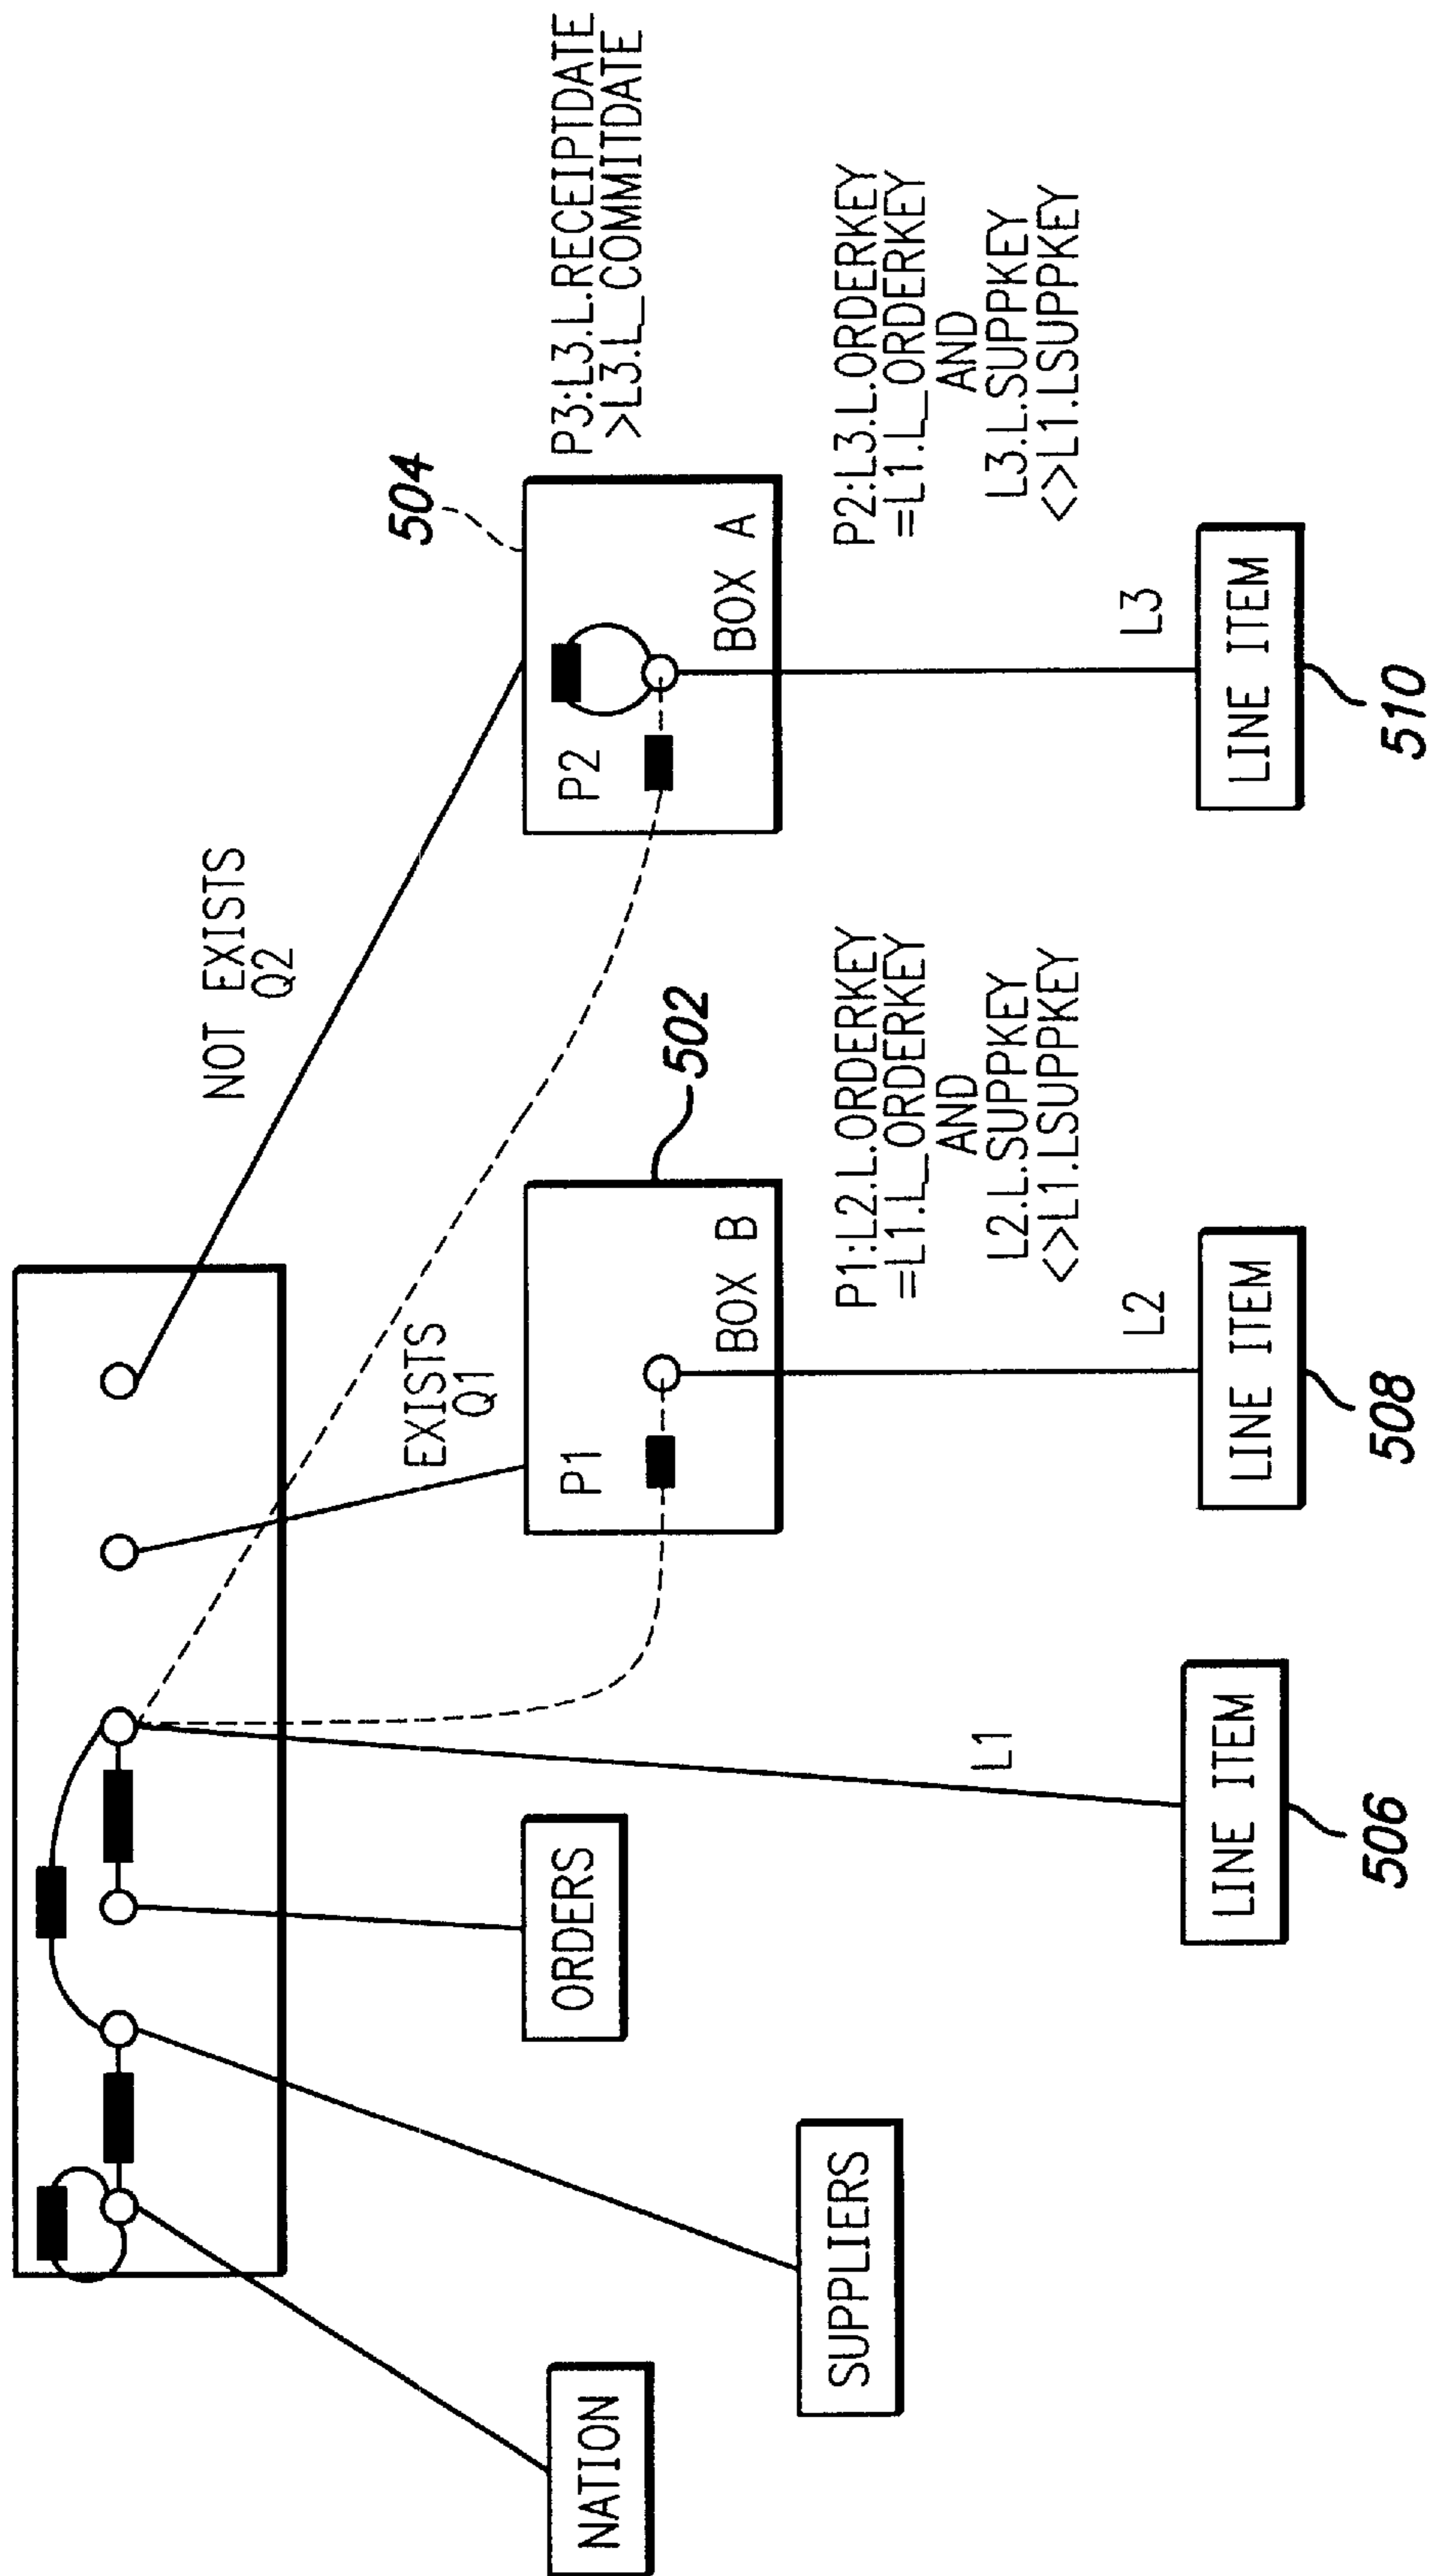 NOT EXISTS
Q2
504
P3:L3.L.RECEIPTDATE
>L3.L_COMMITDATE
EXISTS
Q1
P2
BOX A
502
P1
BOX B
P2:L3.L.ORDERKEY
=L1.L_ORDERKEY
AND
L3.L.SUPPKEY
<>L1.LSUPPKEY
P1:L2.L.ORDERKEY
=L1.L_ORDERKEY
AND
L2.L.SUPPKEY
<>L1.LSUPPKEY
NATION
SUPPLIERS
ORDERS
L1
L2
L3
LINE ITEM
LINE ITEM
LINE ITEM
506
508
510